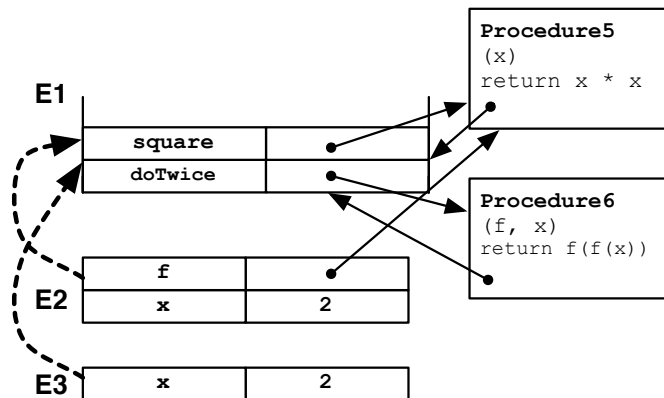 Procedure5
(x)
return x * x
E1
square
doTwice
Procedure6
(f, x)
return f(f(x))
f
E2
x 2
E3
x 2